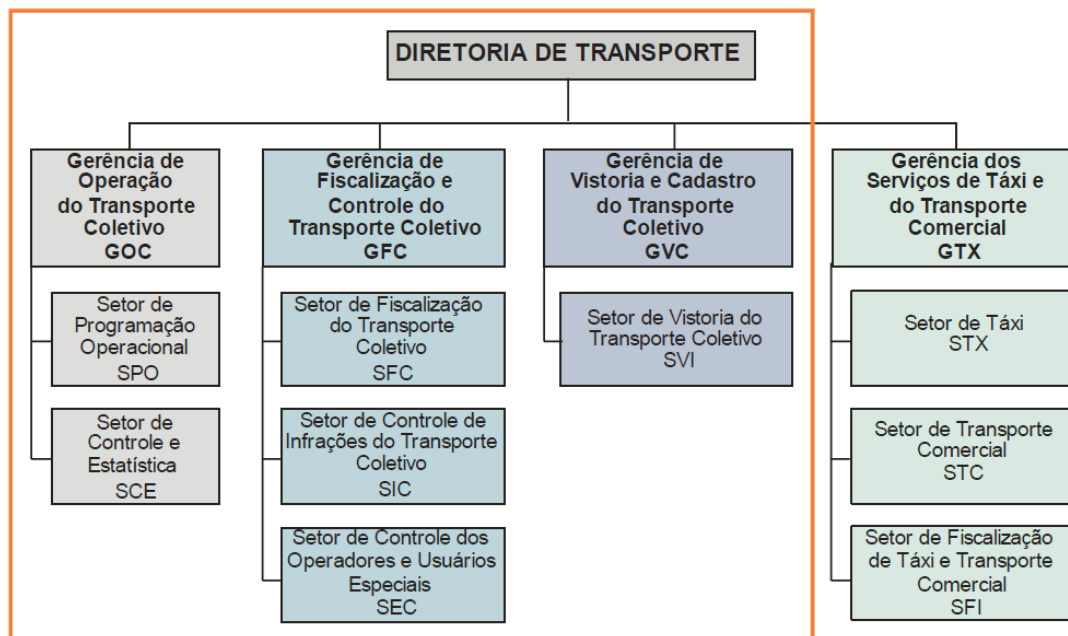 DIRETORIA DE TRANSPORTE
Gerência de
Operação
do Transporte
Coletivo
GOC
Setor de
Programação
Operacional
SPO
Setor de
Controle e
Estatística
SCE
Gerência de
Fiscalização e
Controle do
Transporte Coletivo
GFC
Setor de Fiscalização
do Transporte
Coletivo
SFC
Setor de Controle de
Infrações do Transporte
Coletivo
SIC
Setor de Controle dos
Operadores e Usuários
Especiais
SEC
Gerência de
Vistoria e Cadastro
do Transporte
Coletivo
GVC
Setor de Vistoria do
Transporte Coletivo
SVI
Gerência dos
Serviços de Táxi e
do Transporte
Comercial
GTX
Setor de Táxi
STX
Setor de Transporte
Comercial
STC
Setor de Fiscalização
de Táxi e Transporte
Comercial
SFI